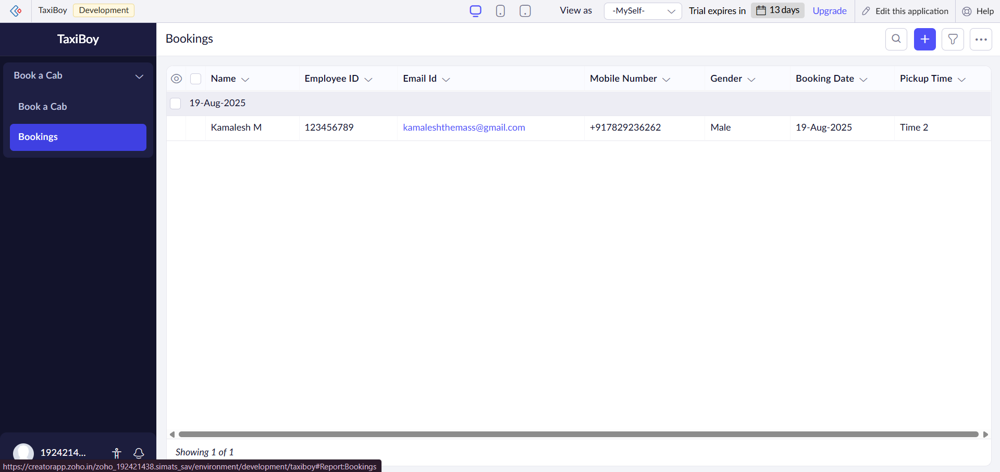 TaxiBoy Development View as -MySelf- Trial expires in 13 days Upgrade Edit this application Help
TaxiBoy
Bookings
Book a Cab
Book a Cab
Bookings
Name Employee ID Email Id Mobile Number Gender Booking Date Pickup Time
19-Aug-2025
Kamalesh M 123456789 kamaleshthemass@gmail.com +917829236262 Male 19-Aug-2025 Time 2
Showing 1 of 1
1924214...
https://creatorapp.zoho.in/zoho_192421438.simats_sav/environment/development/taxiboy#Report:Bookings